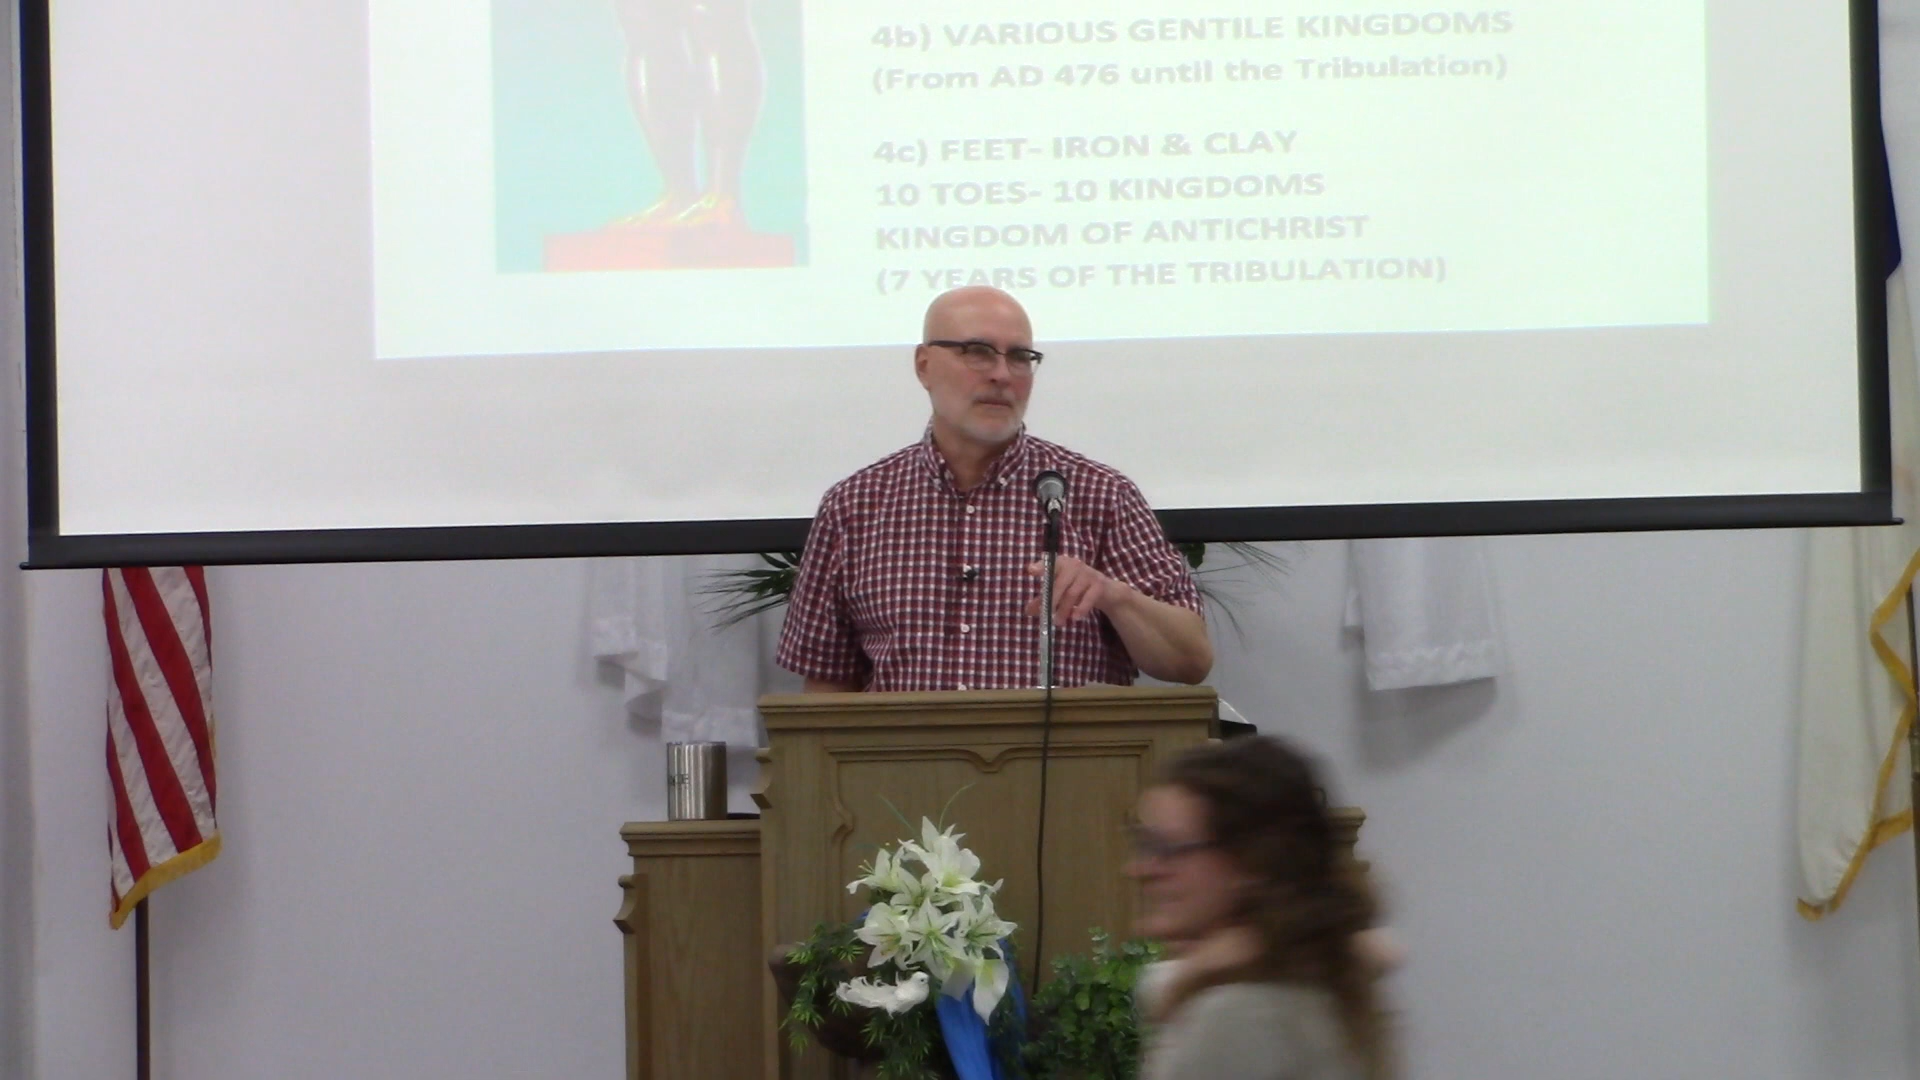 4b) VARIOUS GENTILE KINGDOMS
(From AD 476 until the Tribulation)
4c) FEET- IRON & CLAY
10 TOES- 10 KINGDOMS
KINGDOM OF ANTICHRIST
(7 YEARS OF THE TRIBULATION)